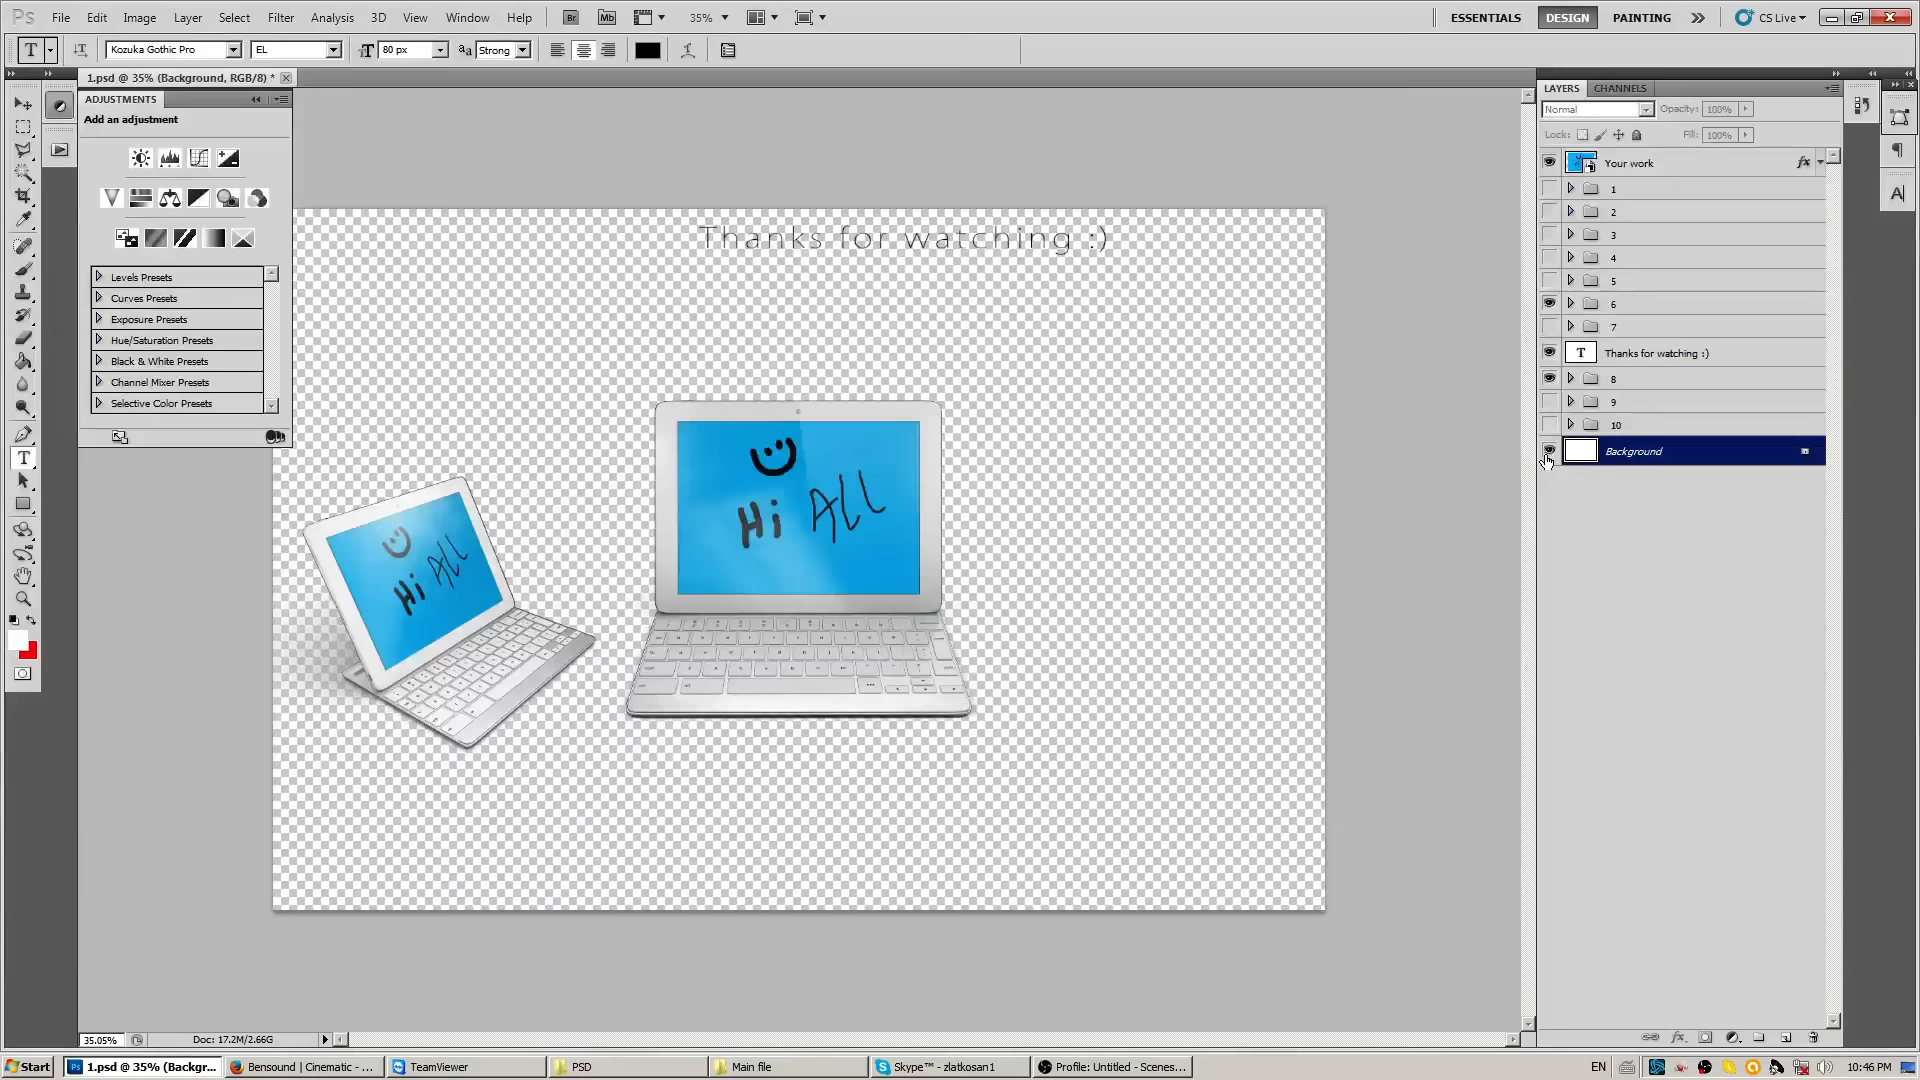 Ps File Edit Image Layer Select Filter Analysis 3D View Window Help Br Mb 35% ESSENTIALS DESIGN PAINTING CS Live
T Kozuka Gothic Pro EL 80 px aa Strong
1.psd @ 35% (Background, RGB/8) *
ADJUSTMENTS
Add an adjustment
Levels Presets
Curves Presets
Exposure Presets
Hue/Saturation Presets
Black & White Presets
Channel Mixer Presets
Selective Color Presets
Thanks for watching :)
Hi ALL
Hi ALL
LAYERS CHANNELS
Normal Opacity: 100%
Lock: Fill: 100%
Your work fx
1
2
3
4
5
6
7
T Thanks for watching :)
8
9
10
Background
35.05% Doc: 17.2M/2.66G
Start 1.psd @ 35% (Backgr... Bensound | Cinematic - ... TeamViewer PSD Main file Skype™ - zlatkosan1 Profile: Untitled - Scenes... EN 10:46 PM